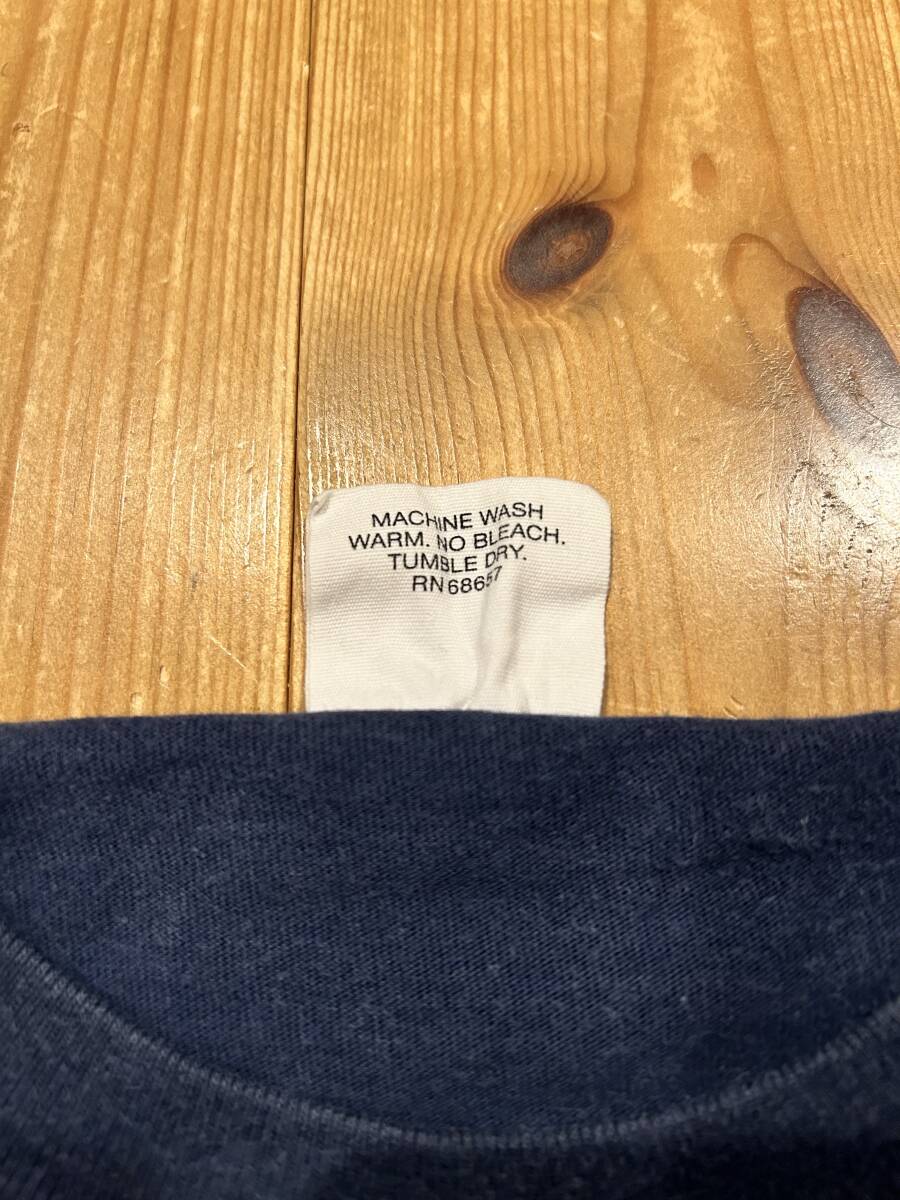 MACHINE WASH
WARM. NO BLEACH.
TUMBLE DRY.
RN 68657